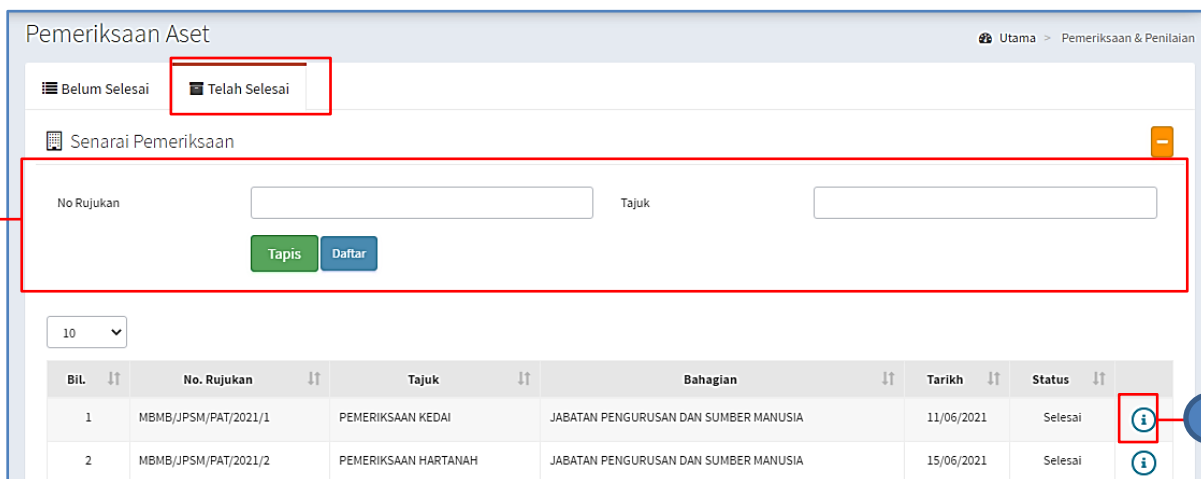 Pemeriksaan Aset
Utama > Pemeriksaan & Penilaian
Belum Selesai Telah Selesai
Senarai Pemeriksaan
No Rujukan Tajuk
Tapis Daftar
10
Bil. No. Rujukan Tajuk Bahagian Tarikh Status
1 MBMB/JPSM/PAT/2021/1 PEMERIKSAAN KEDAI JABATAN PENGURUSAN DAN SUMBER MANUSIA 11/06/2021 Selesai
2 MBMB/JPSM/PAT/2021/2 PEMERIKSAAN HARTANAH JABATAN PENGURUSAN DAN SUMBER MANUSIA 15/06/2021 Selesai